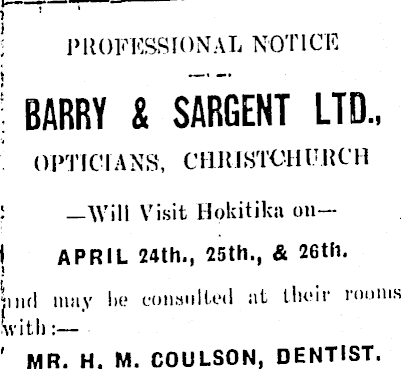 PROFESSIONAL NOTICE
BARRY & SARGENT LTD.,
OPTICIANS, CHRISTCHURCH
—Will Visit Hokitika on—
APRIL 24th., 25th., & 26th.
and may be consulted at their rooms
with:—
MR. H. M. COULSON, DENTIST.